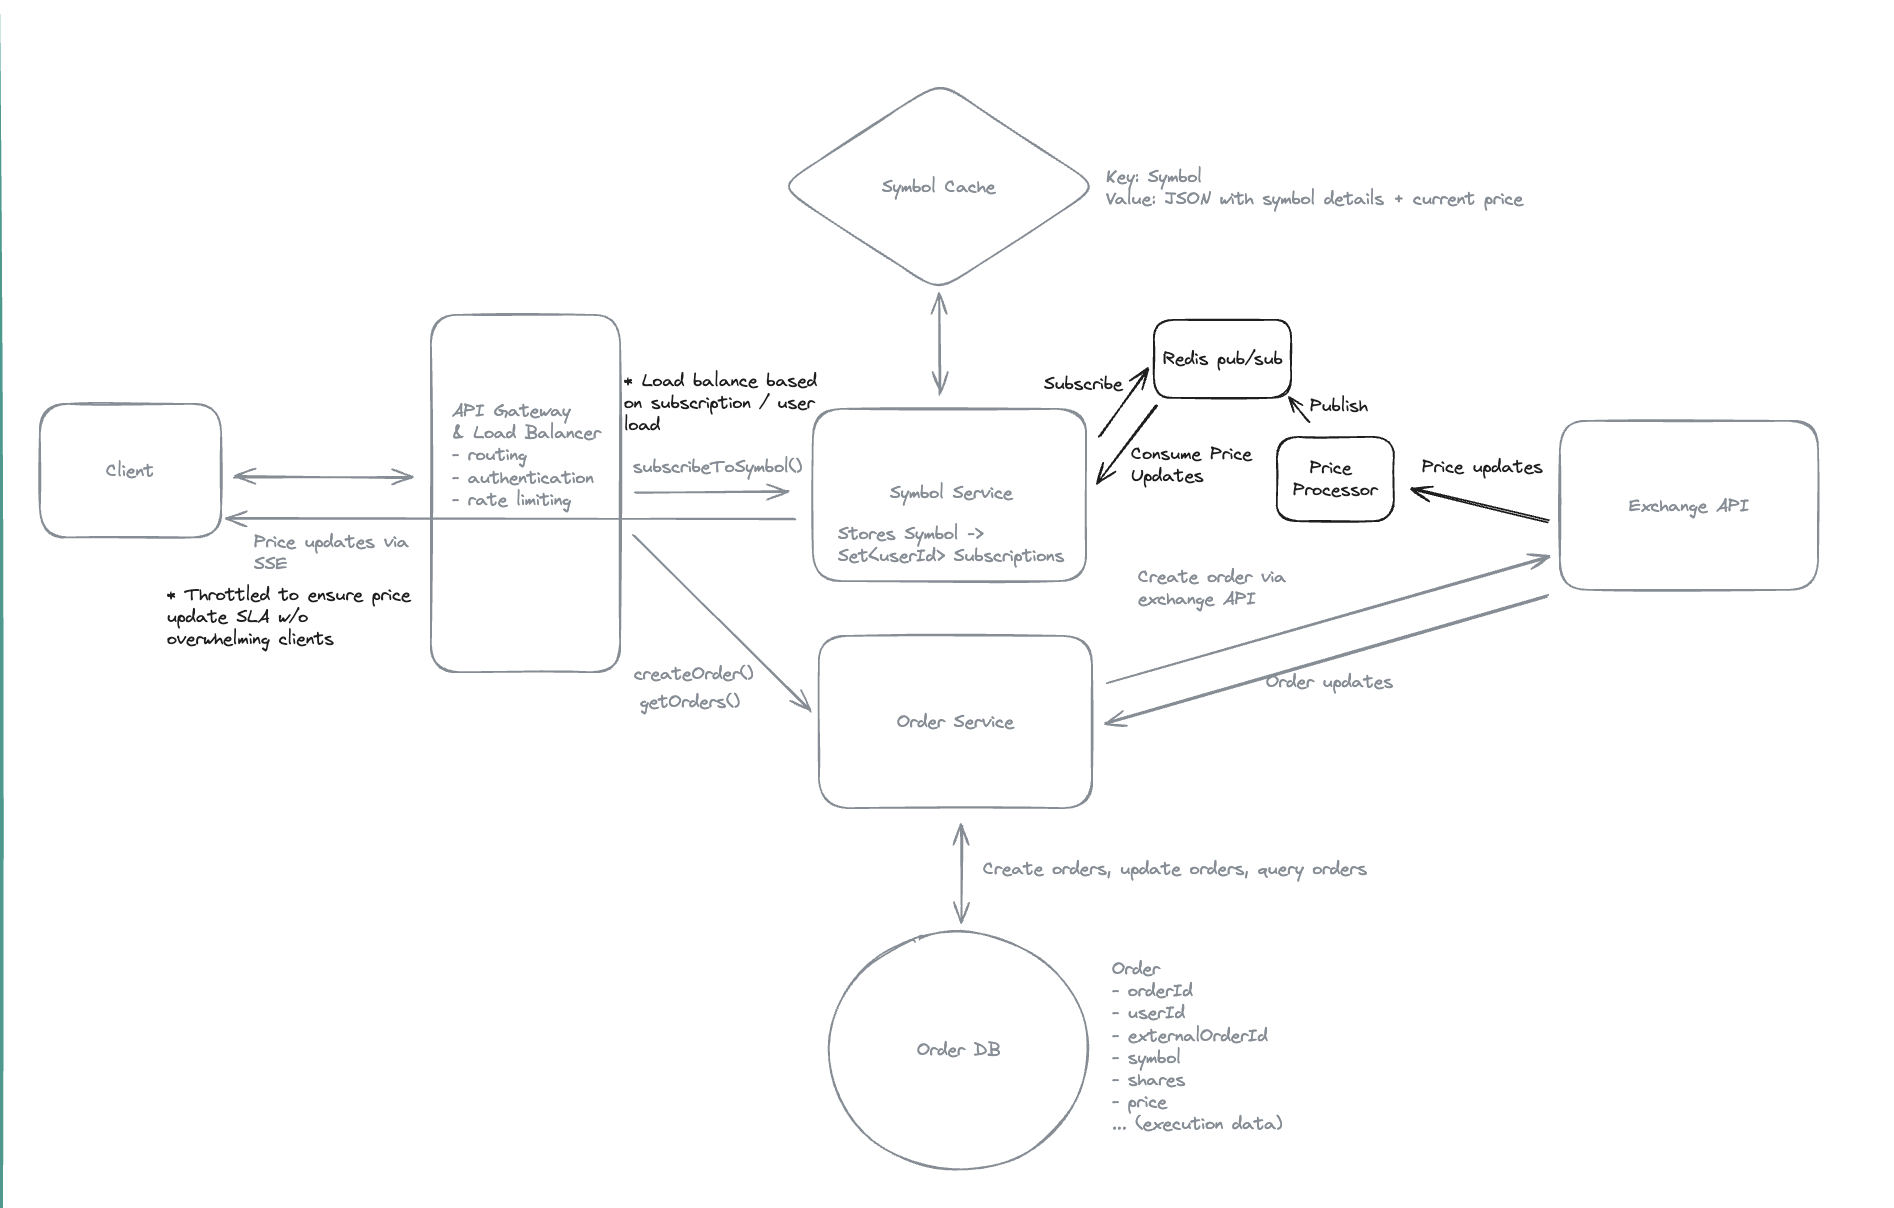 Symbol Cache
Key: Symbol
Value: JSON with symbol details + current price
Redis pub/sub
Subscribe
Publish
* Load balance based
on subscription / user
load
API Gateway
& Load Balancer
- routing
- authentication
- rate limiting
Client
subscribeToSymbol()
Symbol Service
Stores Symbol ->
Set<userId> Subscriptions
Consume Price
Updates
Price
Processor
Price updates
Exchange API
Price updates via
SSE
* Throttled to ensure price
update SLA w/o
overwhelming clients
Create order via
exchange API
createOrder()
getOrders()
Order updates
Order Service
Create orders, update orders, query orders
Order DB
Order
- orderId
- userId
- externalOrderId
- symbol
- shares
- price
... (execution data)